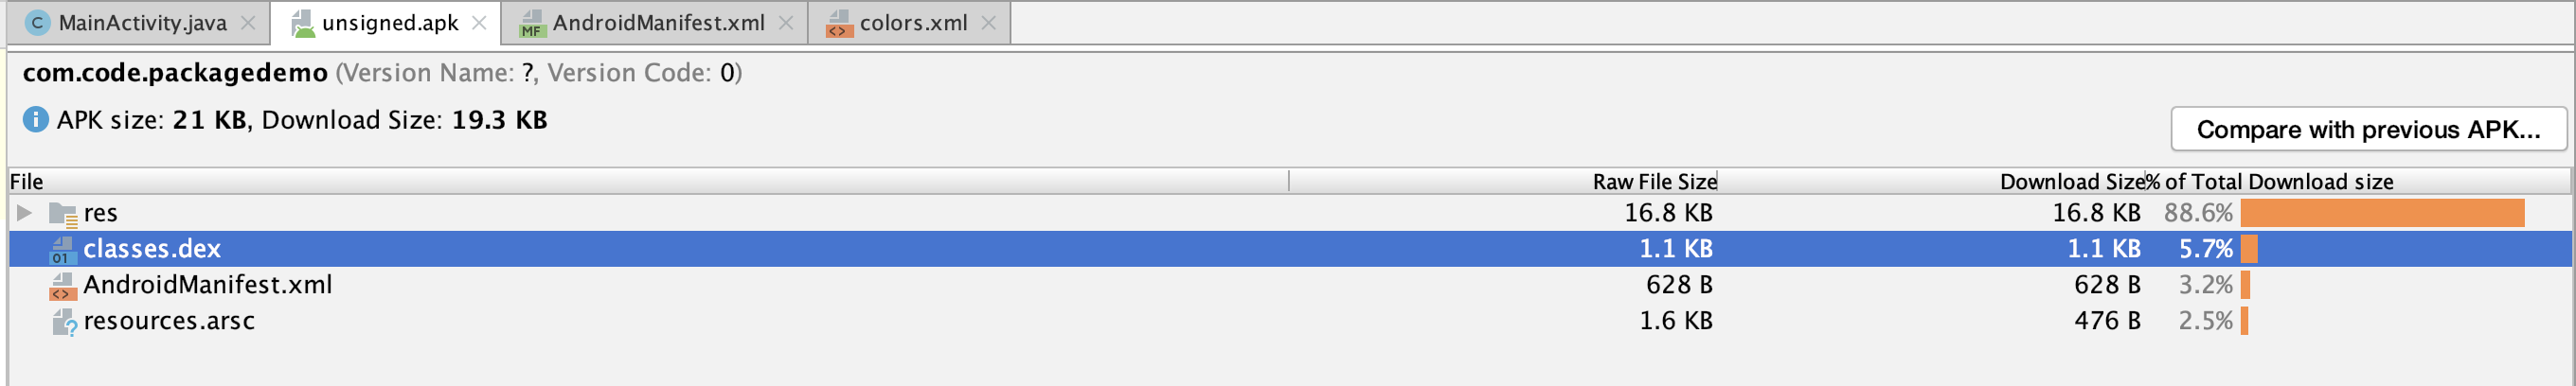 MainActivity.java unsigned.apk AndroidManifest.xml colors.xml
com.code.packagedemo (Version Name: ?, Version Code: 0)
APK size: 21 KB, Download Size: 19.3 KB
Compare with previous APK...
File Raw File Size Download Size % of Total Download size
res 16.8 KB 16.8 KB 88.6%
classes.dex 1.1 KB 1.1 KB 5.7%
AndroidManifest.xml 628 B 628 B 3.2%
resources.arsc 1.6 KB 476 B 2.5%